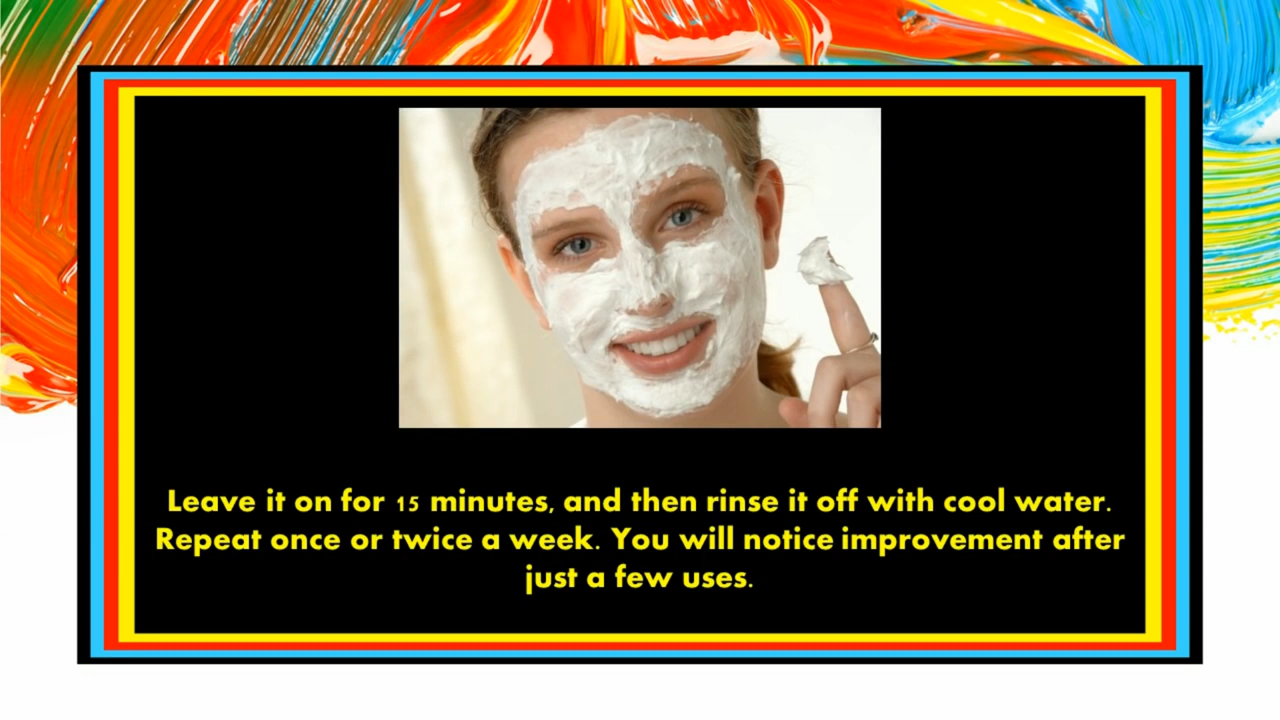 Leave it on for 15 minutes, and then rinse it off with cool water.
Repeat once or twice a week. You will notice improvement after
just a few uses.